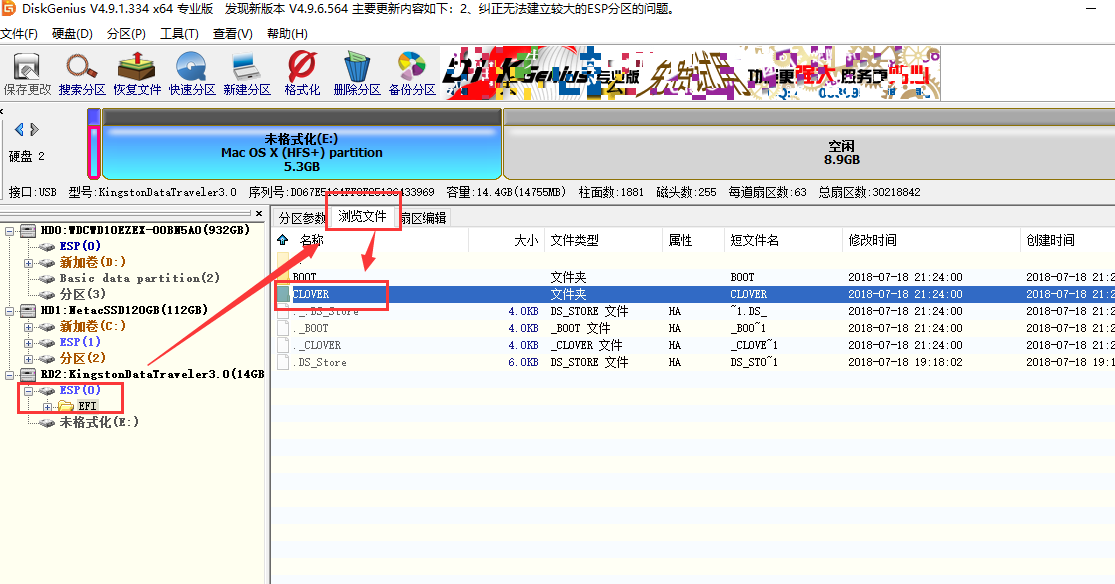 DiskGenius V4.9.1.334 x64 专业版 发现新版本 V4.9.6.564 主要更新内容如下：2、纠正无法建立较大的ESP分区的问题。
文件(F) 硬盘(D) 分区(P) 工具(T) 查看(V) 帮助(H)
保存更改 搜索分区 恢复文件 快速分区 新建分区 格式化 删除分区 备份分区
硬盘 2
未格式化(E:)
Mac OS X (HFS+) partition
5.3GB
空闲
8.9GB
接口:USB 型号:KingstonDataTraveler3.0 容量:14.4GB(14755MB) 柱面数:1881 磁头数:255 每道扇区数:63 总扇区数:30218842
HD0:WDCWD10EZEX-00BN5A0(932GB)
ESP(0)
新加卷(D:)
Basic data partition(2)
分区(3)
HD1:NetacSSD120GB(112GB)
新加卷(C:)
ESP(1)
分区(2)
RD2:KingstonDataTraveler3.0(14GB
ESP(0)
EFI
未格式化(E:)
分区参数 浏览文件 扇区编辑
名称 大小 文件类型 属性 短文件名 修改时间 创建时间
BOOT 文件夹 BOOT 2018-07-18 21:24:00 2018-07-18 21:24:
CLOVER 文件夹 CLOVER 2018-07-18 21:24:00 2018-07-18 21:24:
._.DS_Store 4.0KB DS_STORE 文件 HA ~1.DS_ 2018-07-18 21:24:00 2018-07-18 21:24:
._BOOT 4.0KB _BOOT 文件 HA _BOO~1 2018-07-18 21:24:00 2018-07-18 21:24:
._CLOVER 4.0KB _CLOVER 文件 HA _CLOVE~1 2018-07-18 21:24:00 2018-07-18 21:24:
.DS_Store 6.0KB DS_STORE 文件 HA DS_STO~1 2018-07-18 19:18:02 2018-07-18 19:14: